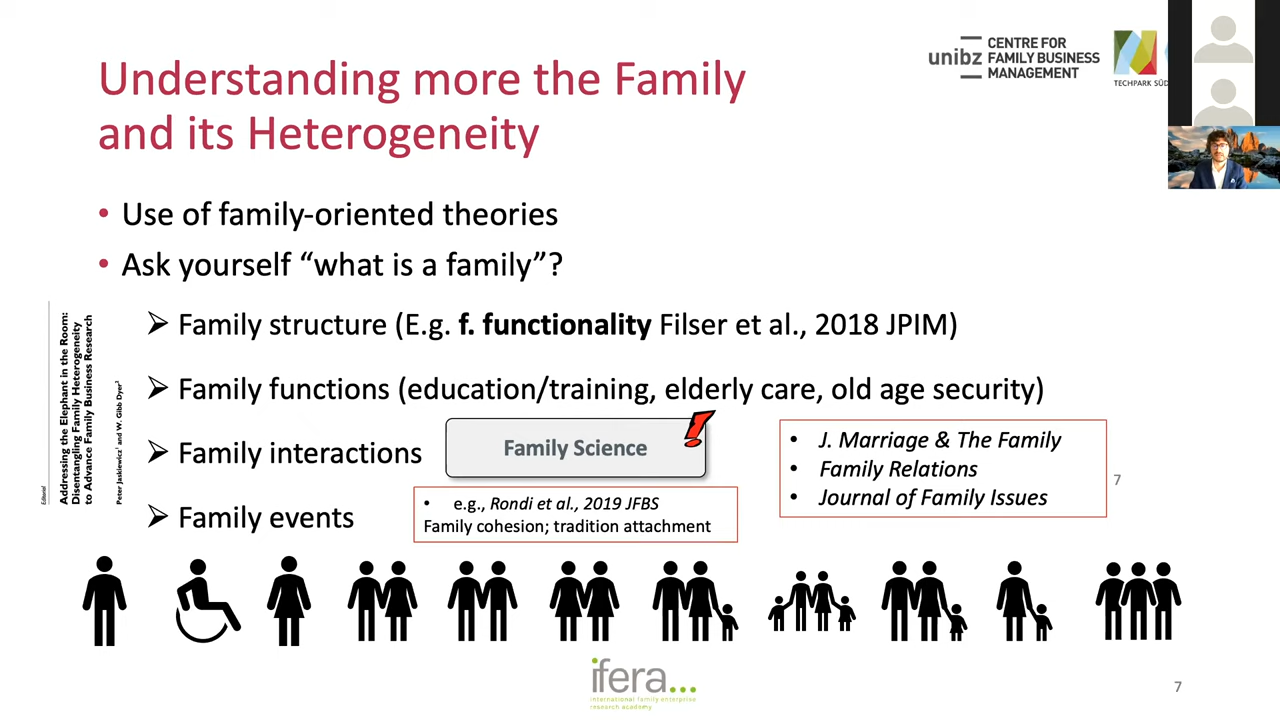 Understanding more the Family
and its Heterogeneity
unibz
CENTRE FOR
FAMILY BUSINESS
MANAGEMENT
TECHPARK SÜD
• Use of family-oriented theories
• Ask yourself “what is a family”?
➢ Family structure (E.g. f. functionality Filser et al., 2018 JPIM)
➢ Family functions (education/training, elderly care, old age security)
➢ Family interactions
➢ Family events
Editorial
Addressing the Elephant in the Room:
Disentangling Family Heterogeneity
to Advance Family Business Research
Peter Jaskiewicz¹ and W. Gibb Dyer²
Family Science
• e.g., Rondi et al., 2019 JFBS
Family cohesion; tradition attachment
• J. Marriage & The Family
• Family Relations
• Journal of Family Issues
7
ifera...
international family enterprise
research academy
7